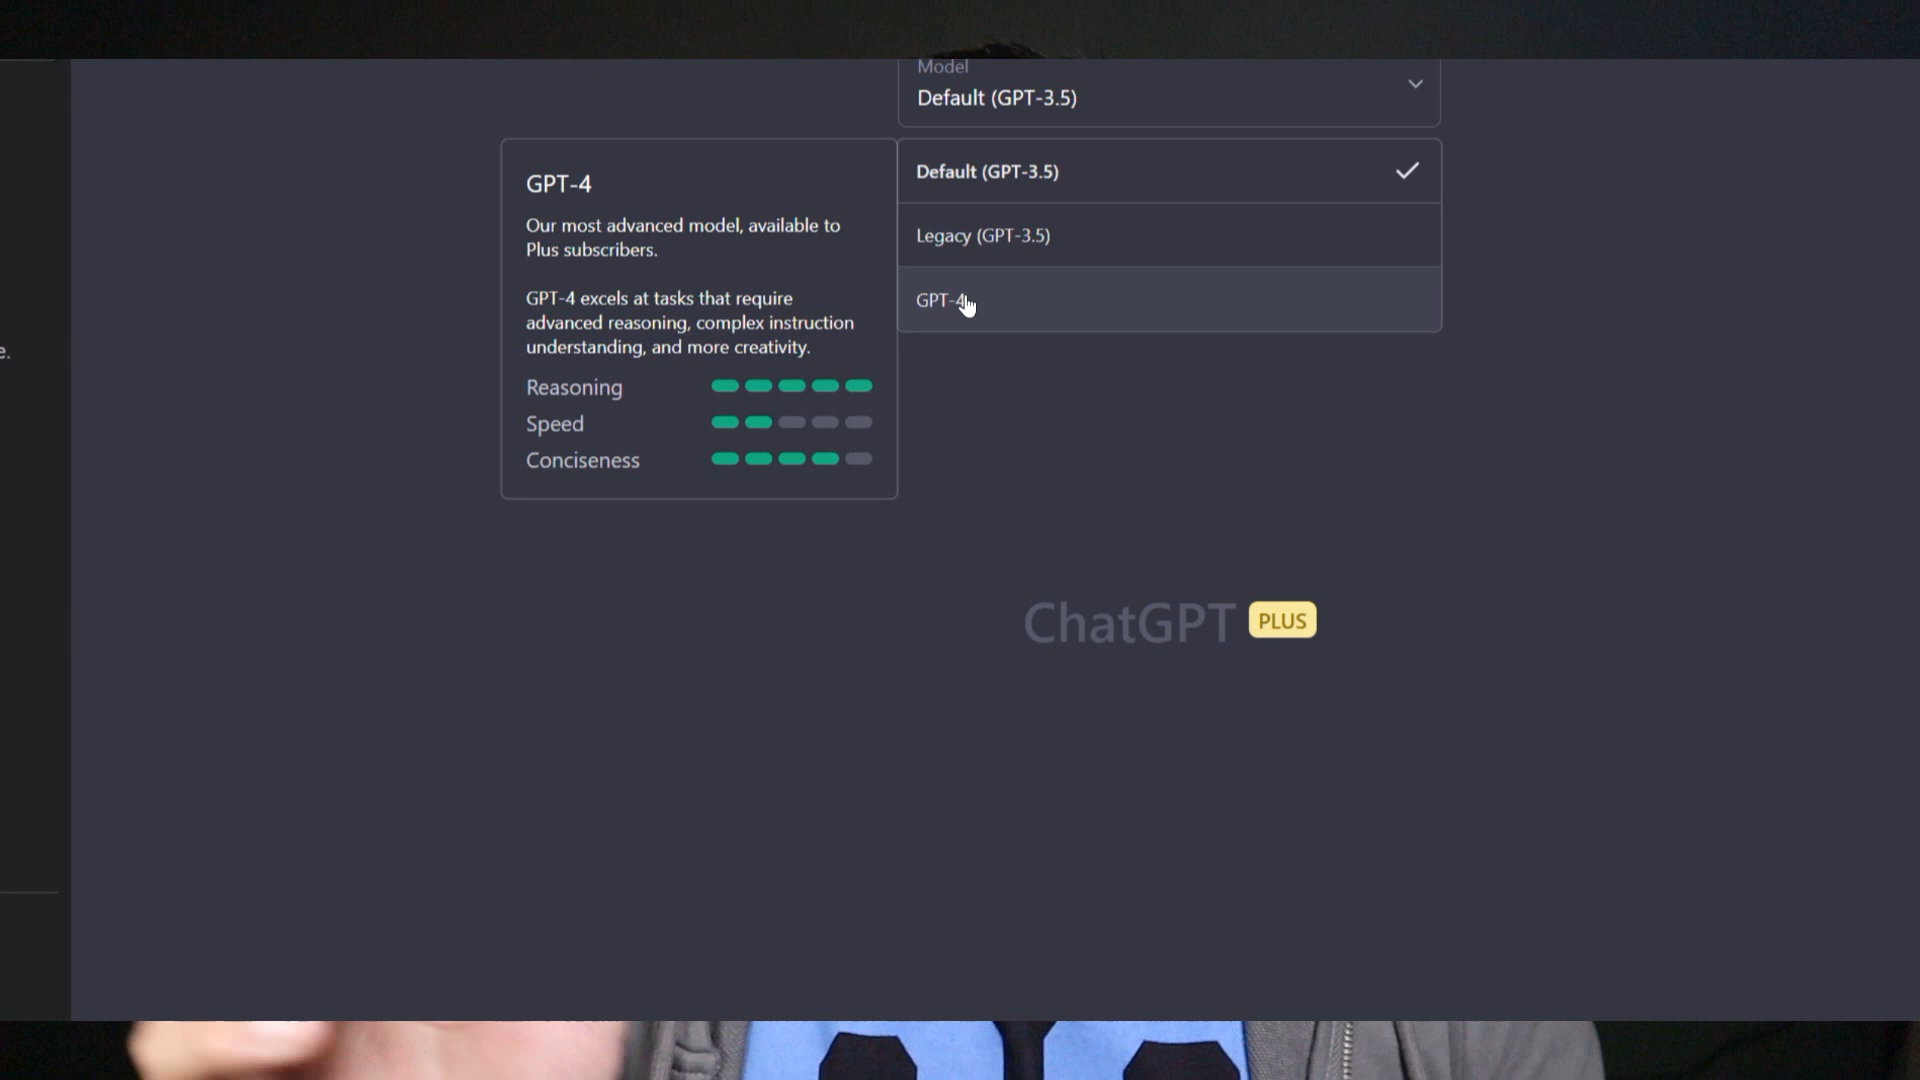 Model
Default (GPT-3.5)
Default (GPT-3.5)
Legacy (GPT-3.5)
GPT-4
GPT-4
Our most advanced model, available to
Plus subscribers.
GPT-4 excels at tasks that require
advanced reasoning, complex instruction
understanding, and more creativity.
Reasoning
Speed
Conciseness
e.
ChatGPT PLUS